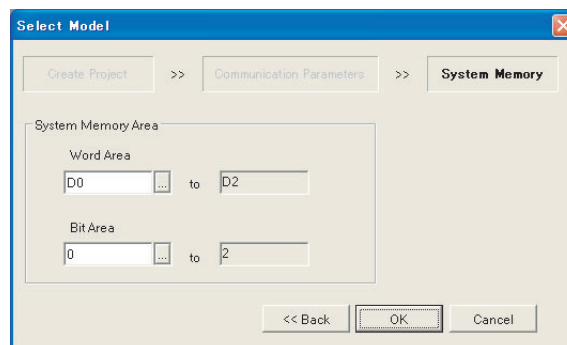 Select Model
Create Project >> Communication Parameters >> System Memory
System Memory Area
Word Area
D0 ... to D2
Bit Area
0 ... to 2
<< Back OK Cancel